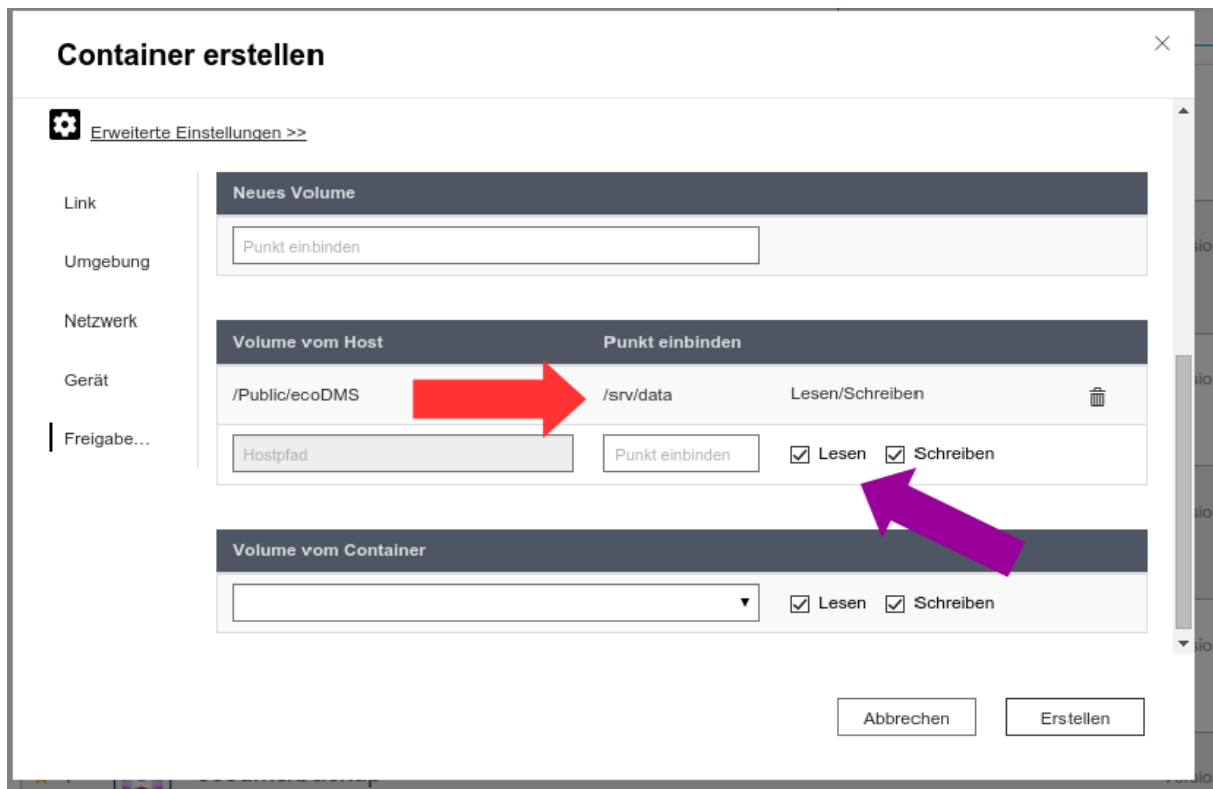 Container erstellen
Erweiterte Einstellungen >>
Link
Umgebung
Netzwerk
Gerät
Freigabe...
Neues Volume
Punkt einbinden
Volume vom Host Punkt einbinden
/Public/ecoDMS /srv/data Lesen/Schreiben
Hostpfad Punkt einbinden Lesen Schreiben
Volume vom Container
Lesen Schreiben
Abbrechen Erstellen